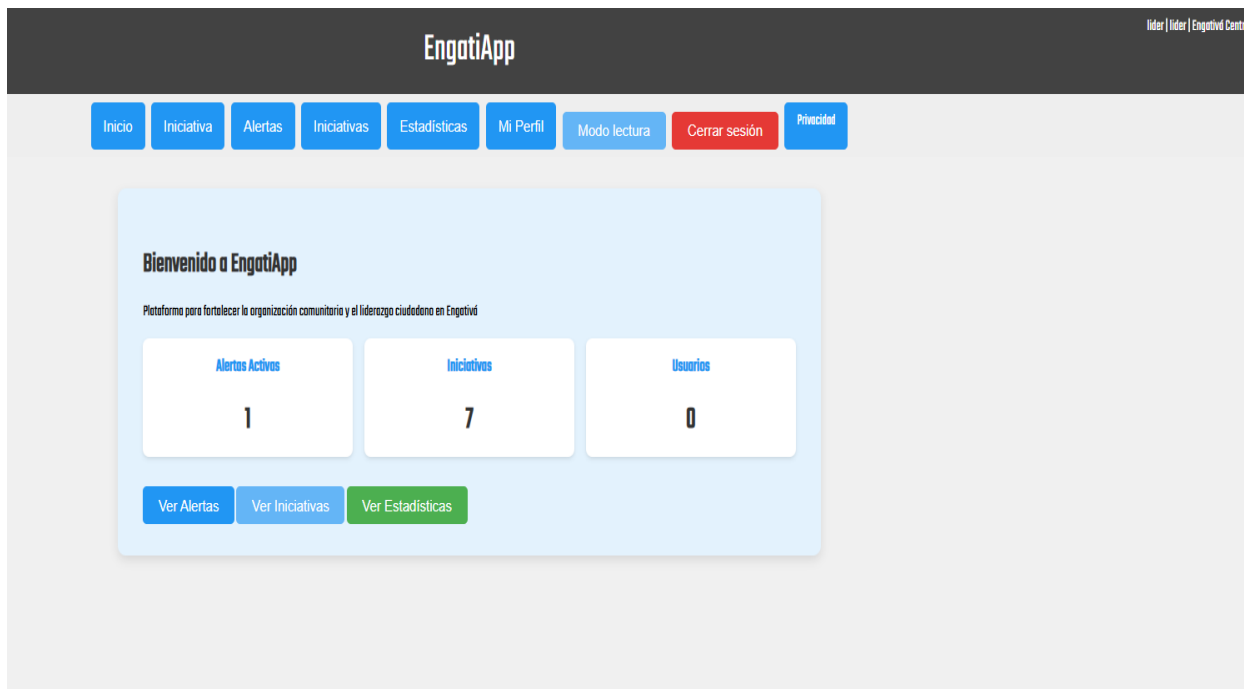 EngatiApp
lider | lider | Engativá Centr
Inicio
Iniciativa
Alertas
Iniciativas
Estadísticas
Mi Perfil
Modo lectura
Cerrar sesión
Privacidad
Bienvenido a EngatiApp
Plataforma para fortalecer la organización comunitaria y el liderazgo ciudadano en Engativá
Alertas Activas
Iniciativas
Usuarios
1
7
0
Ver Alertas
Ver Iniciativas
Ver Estadísticas